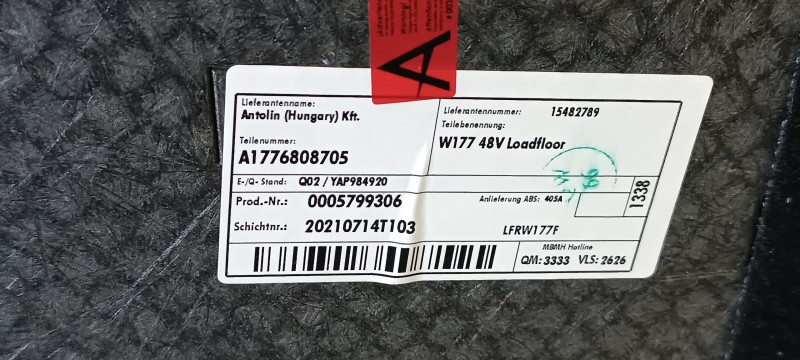 A
Lieferantenname:
Antolin (Hungary) Kft.
Lieferantennummer: 15482789
Teilebenennung:
W177 48V Loadfloor
Teilenummer:
A1776808705
E-/Q- Stand: Q02 / YAP984920
Prod.-Nr.: 0005799306
Anlieferung ABS: 405A
1338
Schichtnr.: 20210714T103
LFRW177F
MBMH Hotline
QM: 3333 VLS: 2626